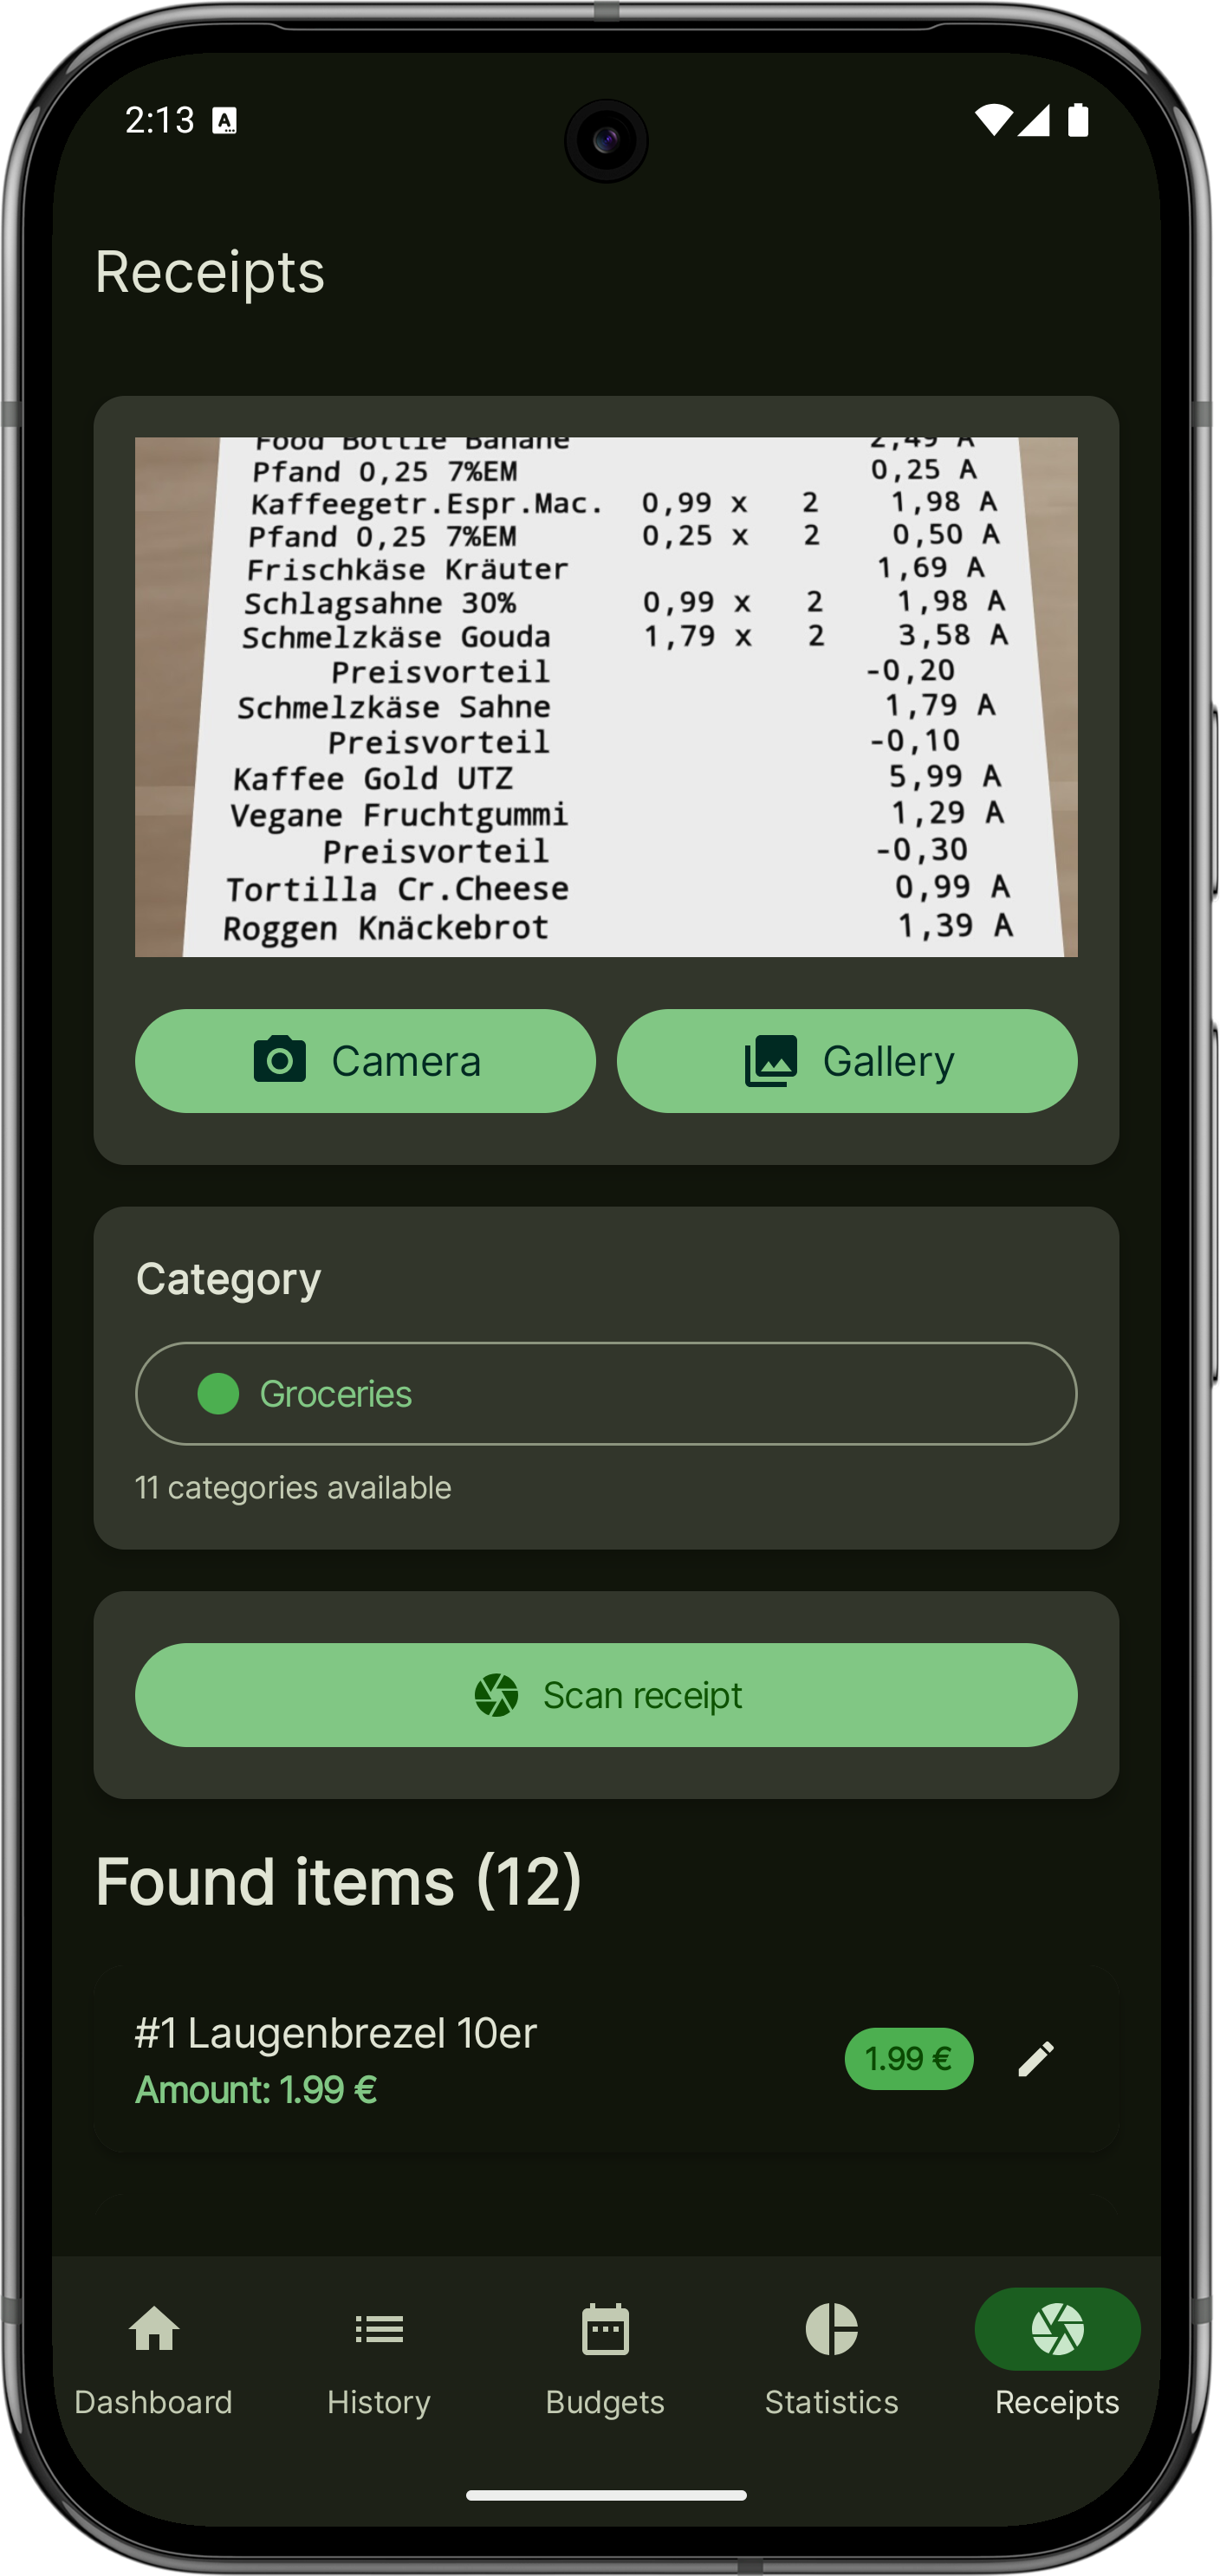 2:13 A
Receipts
Food Bottle Banane 2,49 A
Pfand 0,25 7%EM 0,25 A
Kaffeegetr.Espr.Mac. 0,99 x 2 1,98 A
Pfand 0,25 7%EM 0,25 x 2 0,50 A
Frischkäse Kräuter 1,69 A
Schlagsahne 30% 0,99 x 2 1,98 A
Schmelzkäse Gouda 1,79 x 2 3,58 A
Preisvorteil -0,20
Schmelzkäse Sahne 1,79 A
Preisvorteil -0,10
Kaffee Gold UTZ 5,99 A
Vegane Fruchtgummi 1,29 A
Preisvorteil -0,30
Tortilla Cr.Cheese 0,99 A
Roggen Knäckebrot 1,39 A
Camera Gallery
Category
Groceries
11 categories available
Scan receipt
Found items (12)
#1 Laugenbrezel 10er
Amount: 1.99 €
1.99 €
Dashboard History Budgets Statistics Receipts